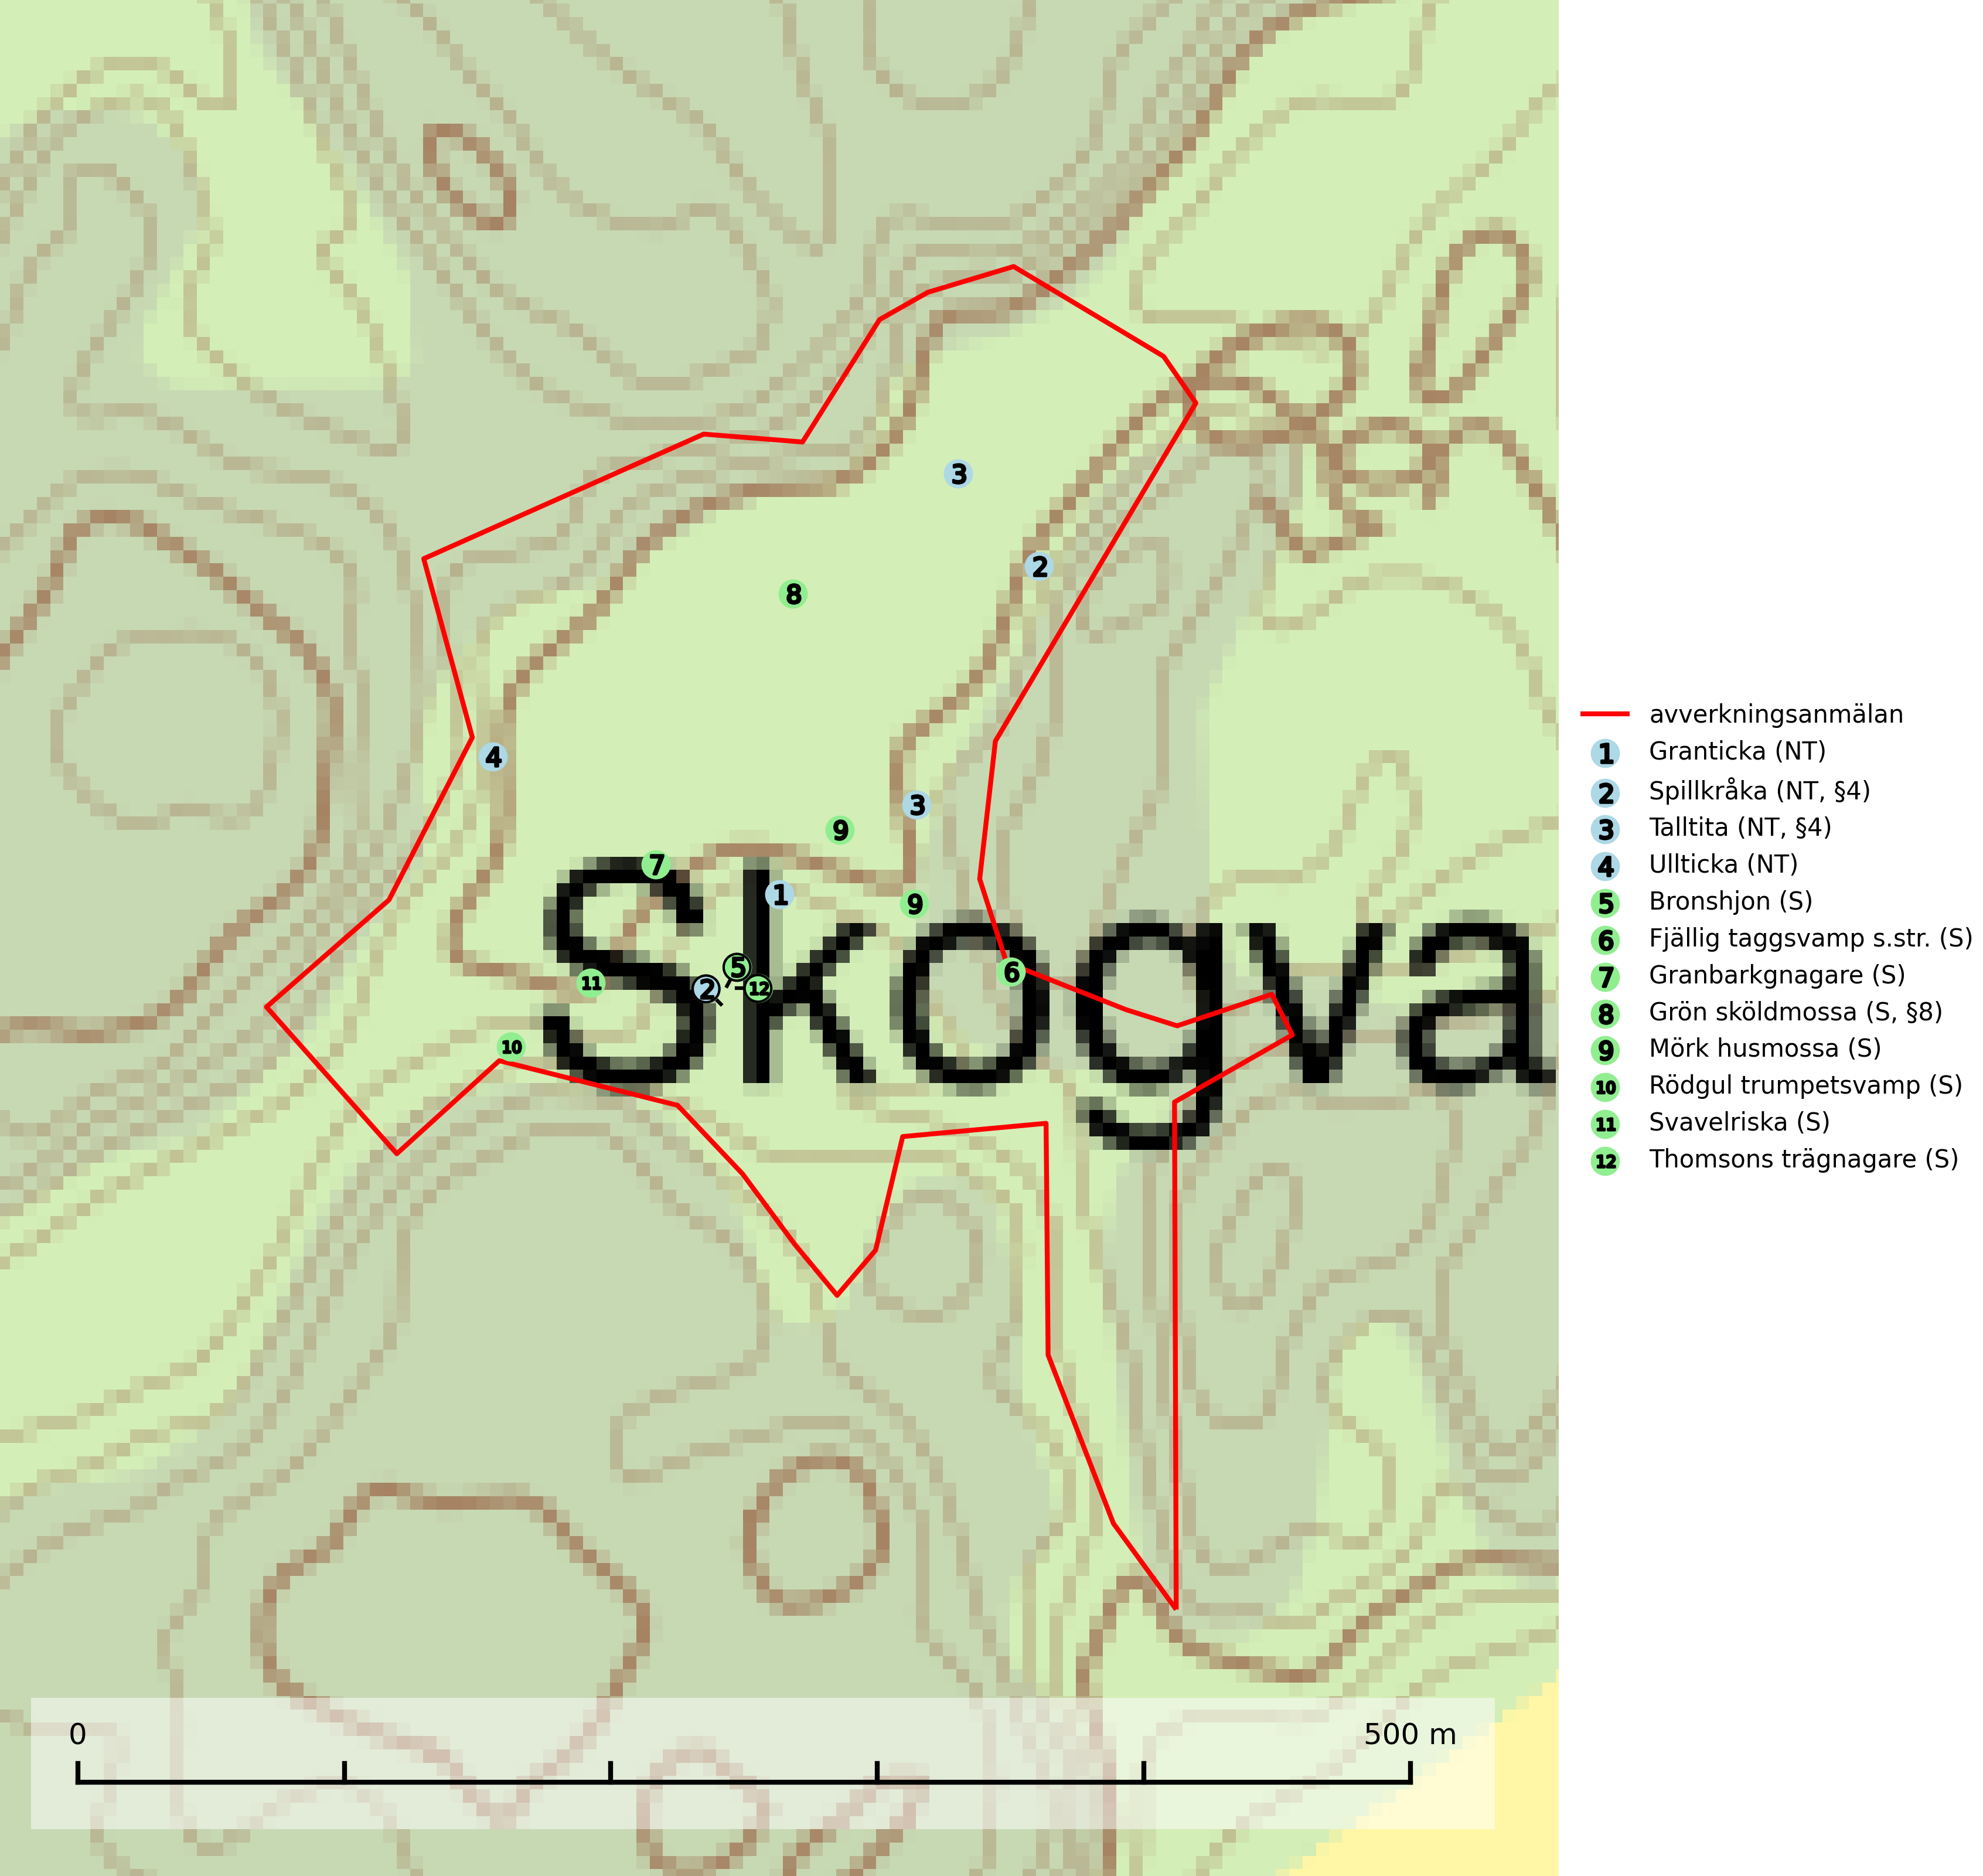 3
2
8
4
3
9
7
1
9
Skogva
5
6
11
2
12
10
0
500 m
avverkningsanmälan
1 Granticka (NT)
2 Spillkråka (NT, §4)
3 Talltita (NT, §4)
4 Ullticka (NT)
5 Bronshjon (S)
6 Fjällig taggsvamp s.str. (S)
7 Granbarkgnagare (S)
8 Grön sköldmossa (S, §8)
9 Mörk husmossa (S)
10 Rödgul trumpetsvamp (S)
11 Svavelriska (S)
12 Thomsons trägnagare (S)